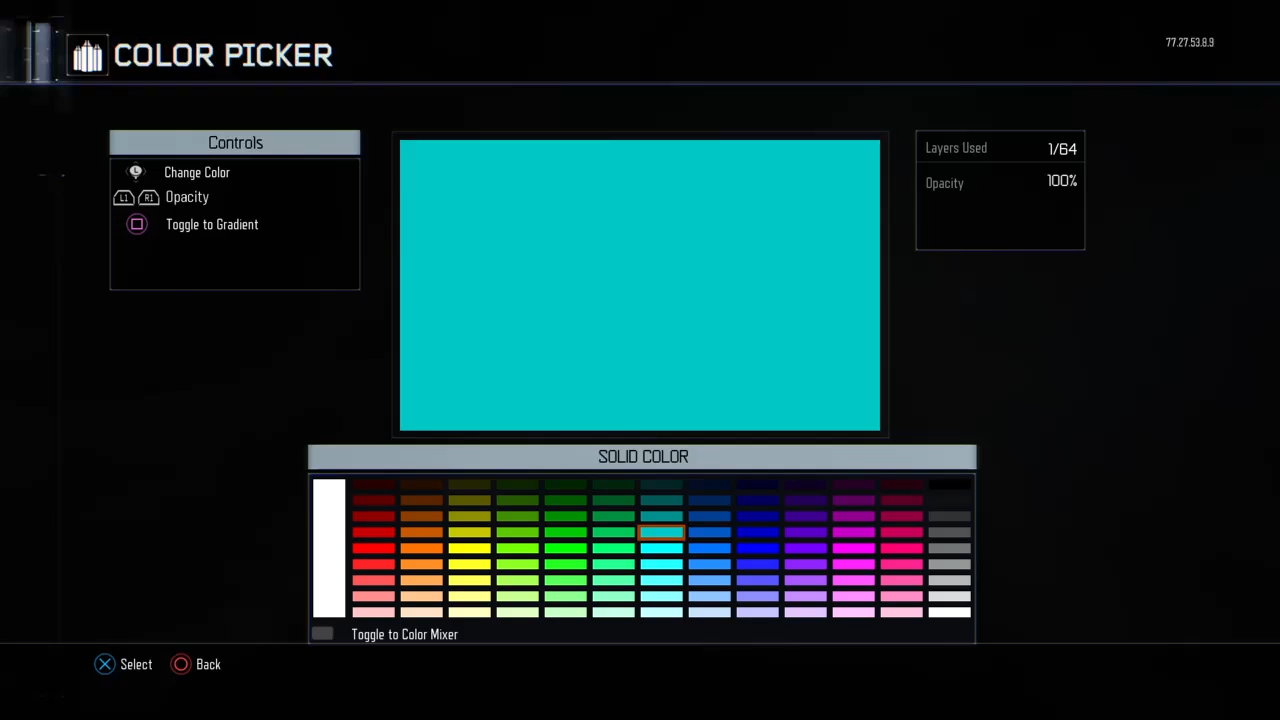 COLOR PICKER
77.27.53.8.9
Controls
L Change Color
L1 R1 Opacity
Toggle to Gradient
Layers Used 1/64
Opacity 100%
SOLID COLOR
Toggle to Color Mixer
Select Back